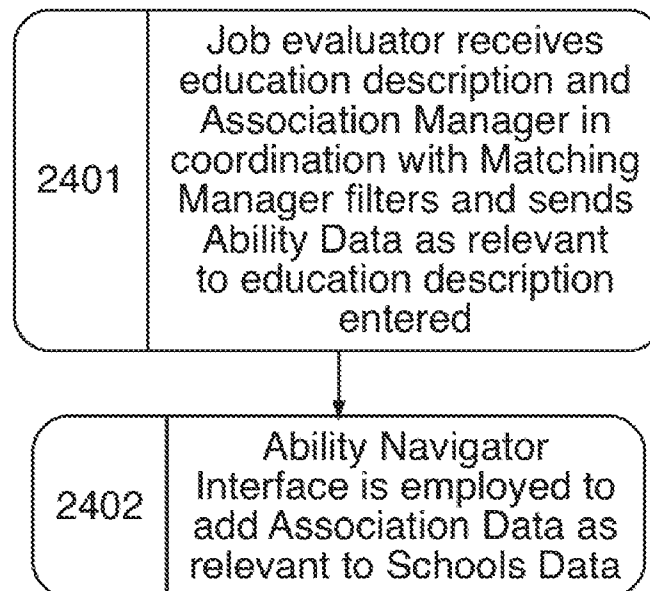 2401
Job evaluator receives
education description and
Association Manager in
coordination with Matching
Manager filters and sends
Ability Data as relevant
to education description
entered
2402
Ability Navigator
Interface is employed to
add Association Data as
relevant to Schools Data